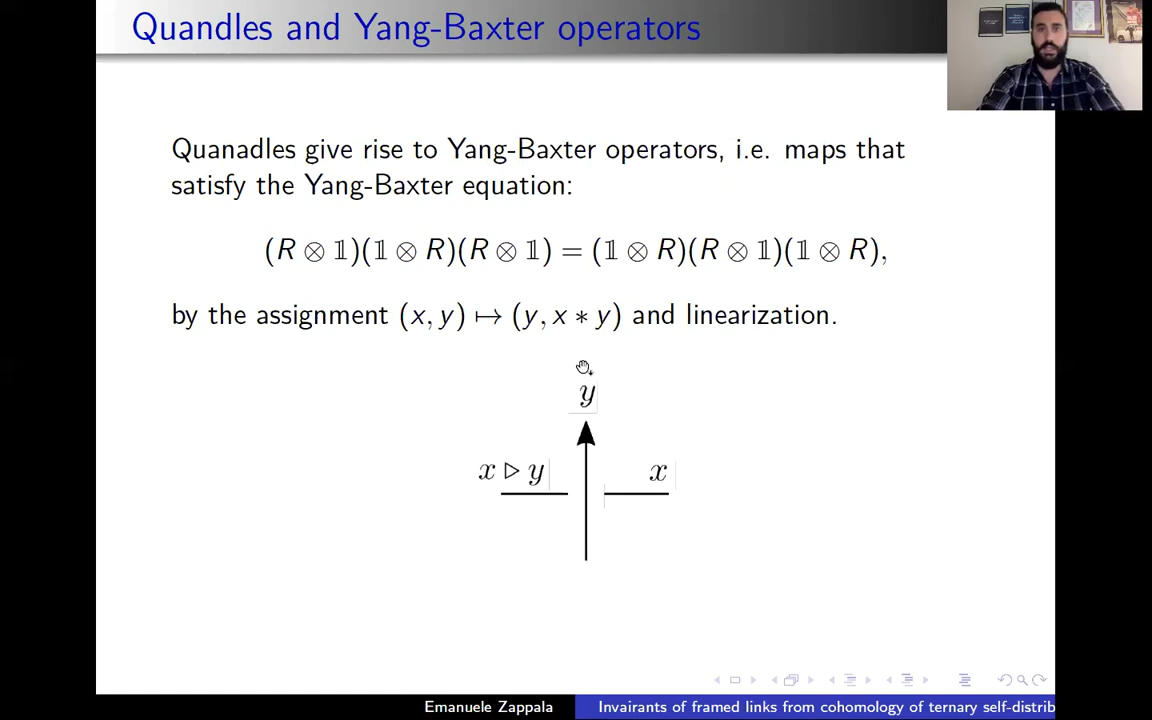 Quandles and Yang-Baxter operators
Quanadles give rise to Yang-Baxter operators, i.e. maps that
satisfy the Yang-Baxter equation:
(R ⊗ 𝟙)(𝟙 ⊗ R)(R ⊗ 𝟙) = (𝟙 ⊗ R)(R ⊗ 𝟙)(𝟙 ⊗ R),
by the assignment (x, y) ↦ (y, x * y) and linearization.
y
x ▷ y x
Emanuele Zappala Invairants of framed links from cohomology of ternary self-distrib